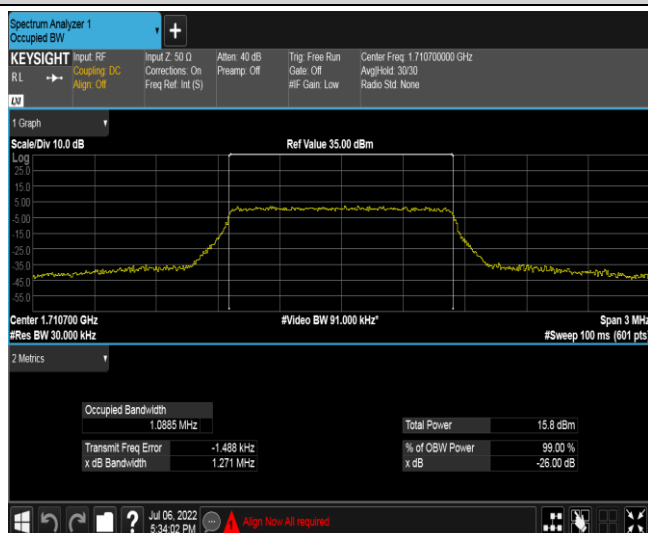 Spectrum Analyzer 1
Occupied BW
+
KEYSIGHT
RL
LXI
Input: RF
Coupling: DC
Align: Off
Input Z: 50 Ω
Corrections: On
Freq Ref: Int (S)
Atten: 40 dB
Preamp: Off
Trig: Free Run
Gate: Off
#IF Gain: Low
Center Freq: 1.710700000 GHz
Avg|Hold: 30/30
Radio Std: None
1 Graph
Scale/Div 10.0 dB
Ref Value 35.00 dBm
Log
25.0
15.0
5.00
-5.00
-15.0
-25.0
-35.0
-45.0
-55.0
Center 1.710700 GHz
#Video BW 91.000 kHz*
Span 3 MHz
#Res BW 30.000 kHz
#Sweep 100 ms (601 pts)
2 Metrics
Occupied Bandwidth
1.0885 MHz
Total Power 15.8 dBm
Transmit Freq Error -1.488 kHz
% of OBW Power 99.00 %
x dB Bandwidth 1.271 MHz
x dB -26.00 dB
?
Jul 06, 2022
5:34:02 PM
Align Now All required